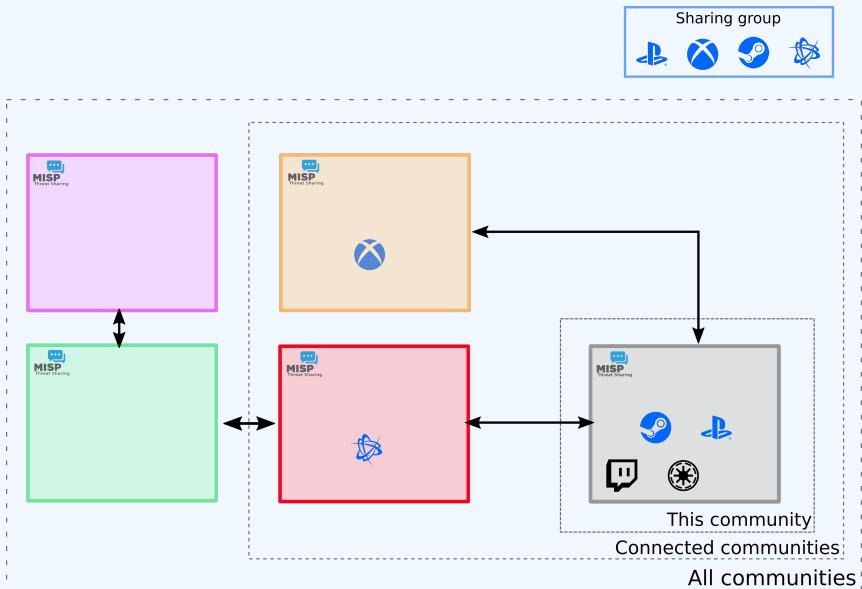 Sharing group
MISP
Threat Sharing
MISP
Threat Sharing
MISP
Threat Sharing
MISP
Threat Sharing
MISP
Threat Sharing
This community
Connected communities
All communities